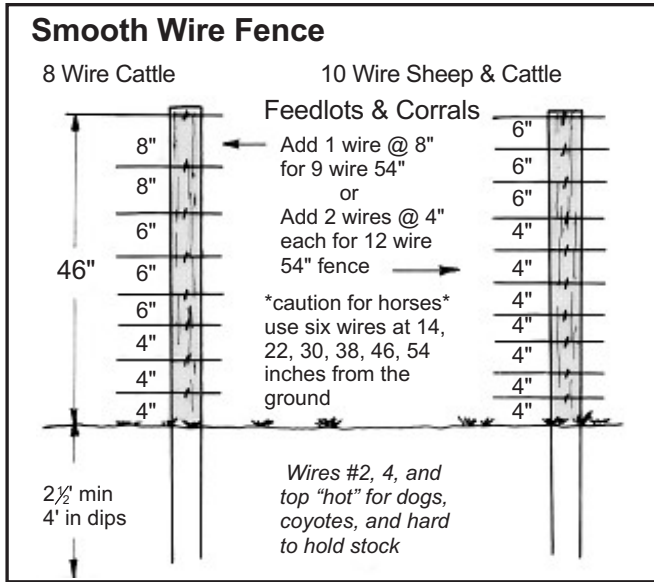 Smooth Wire Fence
8 Wire Cattle
10 Wire Sheep & Cattle
Feedlots & Corrals
Add 1 wire @ 8"
for 9 wire 54"
or
Add 2 wires @ 4"
each for 12 wire
54" fence
*caution for horses*
use six wires at 14,
22, 30, 38, 46, 54
inches from the
ground
8"
8"
6"
6"
6"
4"
4"
4"
46"
6"
6"
6"
4"
4"
4"
4"
4"
4"
4"
2½' min
4' in dips
Wires #2, 4, and
top “hot” for dogs,
coyotes, and hard
to hold stock